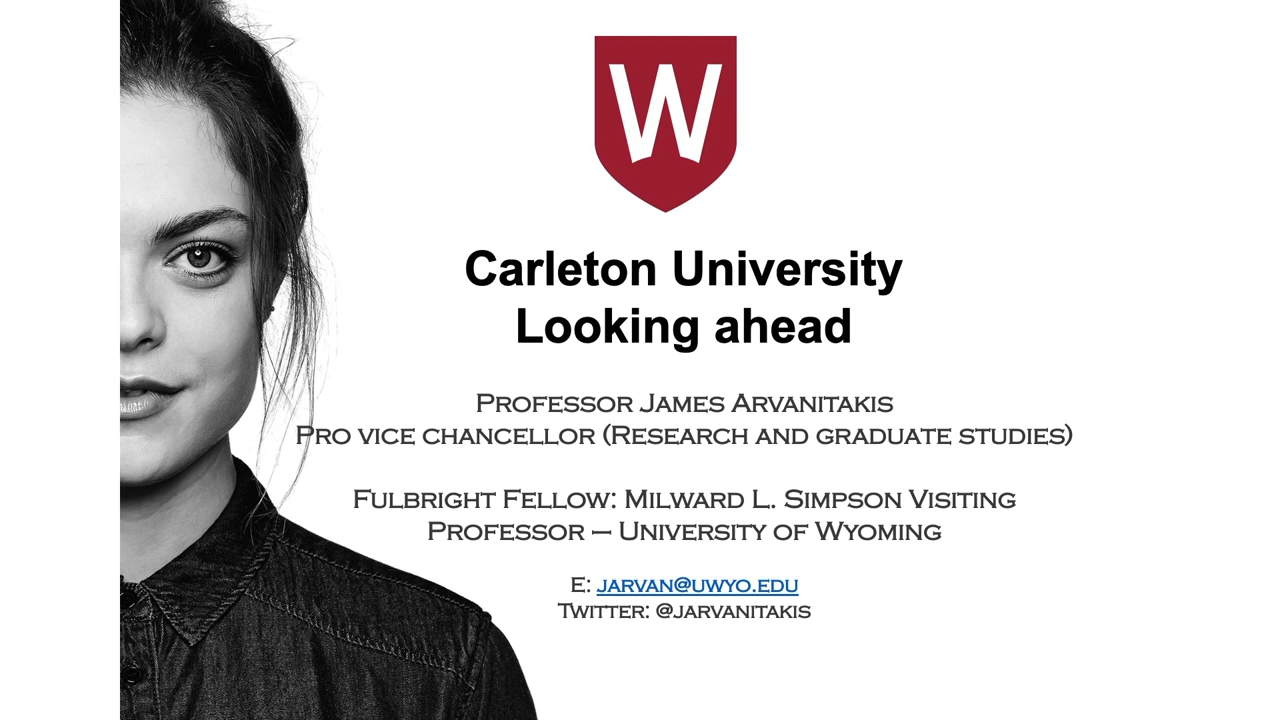 W
Carleton University
Looking ahead
Professor James Arvanitakis
Pro vice chancellor (Research and graduate studies)
Fulbright Fellow: Milward L. Simpson Visiting
Professor – University of Wyoming
E: jarvan@uwyo.edu
Twitter: @jarvanitakis